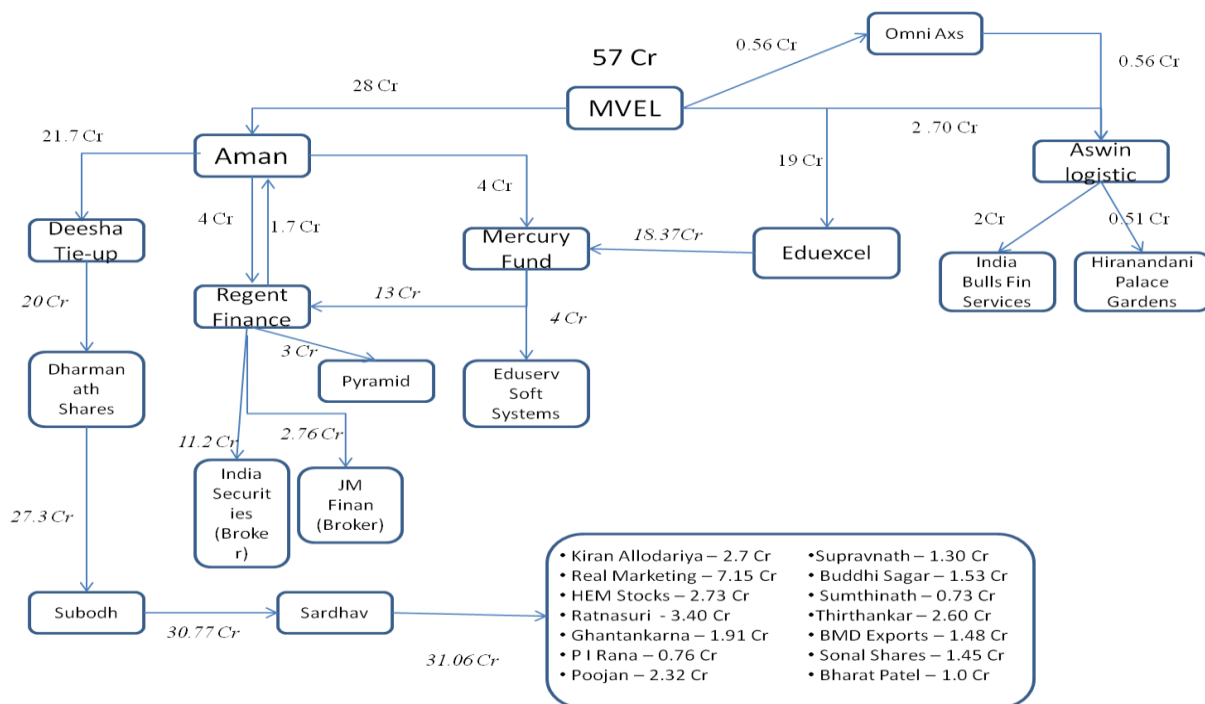 Omni Axs
0.56 Cr
57 Cr
0.56 Cr
28 Cr
MVEL
2 .70 Cr
21.7 Cr
Aman
19 Cr
Aswin
logistic
4 Cr
4 Cr
1.7 Cr
2Cr
0.51 Cr
Deesha
Tie-up
Mercury
Fund
18.37Cr
Eduexcel
India
Bulls Fin
Services
Hiranandani
Palace
Gardens
20 Cr
Regent
Finance
13 Cr
4 Cr
3 Cr
Dharman
ath
Shares
Pyramid
Eduserv
Soft
Systems
11.2 Cr
2.76 Cr
India
Securit
ies
(Broke
r)
JM
Finan
(Broker)
27.3 Cr
Subodh
30.77 Cr
Sardhav
31.06 Cr
• Kiran Allodariya – 2.7 Cr
• Real Marketing – 7.15 Cr
• HEM Stocks – 2.73 Cr
• Ratnasuri - 3.40 Cr
• Ghantankarna – 1.91 Cr
• P I Rana – 0.76 Cr
• Poojan – 2.32 Cr
•Supravnath – 1.30 Cr
• Buddhi Sagar – 1.53 Cr
• Sumthinath – 0.73 Cr
•Thirthankar – 2.60 Cr
• BMD Exports – 1.48 Cr
• Sonal Shares – 1.45 Cr
• Bharat Patel – 1.0 Cr